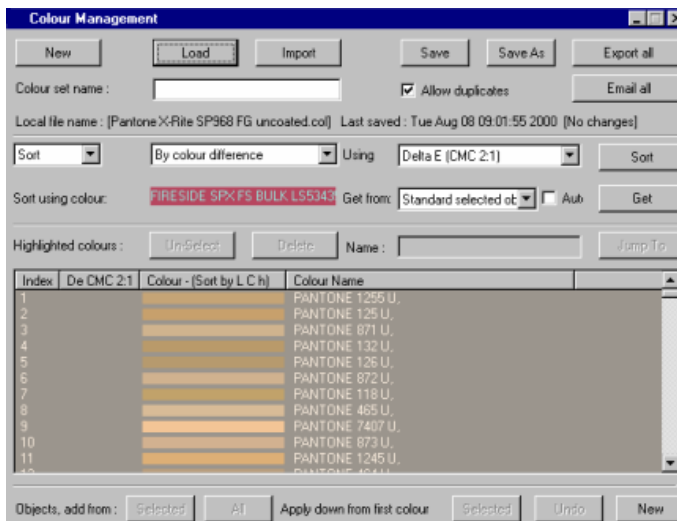 Colour Management
New Load Import Save Save As Export all
Colour set name : Allow duplicates Email all
Local file name : [Pantone X-Rite SP968 FG uncoated.col] Last saved : Tue Aug 08 09:01:55 2000 (No changes)
Sort By colour difference Using Delta E (CMC 2:1) Sort
Sort using colour: FIRESIDE SPX FS BULK LS5343 Get from: Standard selected ob Aut Get
Highlighted colours : Un-Select Delete Name : Jump To
Index De CMC 2:1 Colour - (Sort by L C h) Colour Name
1 PANTONE 1255 U,
2 PANTONE 125 U,
3 PANTONE 871 U,
4 PANTONE 132 U,
5 PANTONE 126 U,
6 PANTONE 872 U,
7 PANTONE 118 U,
8 PANTONE 465 U,
9 PANTONE 7407 U,
10 PANTONE 873 U,
11 PANTONE 1245 U,
Objects, add from : Selected All Apply down from first colour Selected Undo New